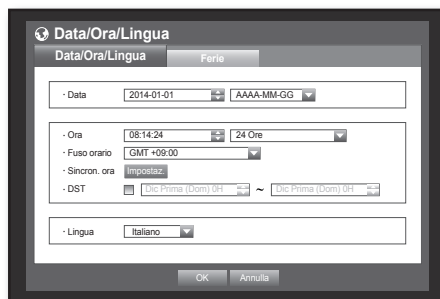 Data/Ora/Lingua
Data/Ora/Lingua Ferie
· Data 2014-01-01 AAAA-MM-GG
· Ora 08:14:24 24 Ore
· Fuso orario GMT +09:00
· Sincron. ora Impostaz.
· DST Dic Prima (Dom) 0H ~ Dic Prima (Dom) 0H
· Lingua Italiano
OK Annulla